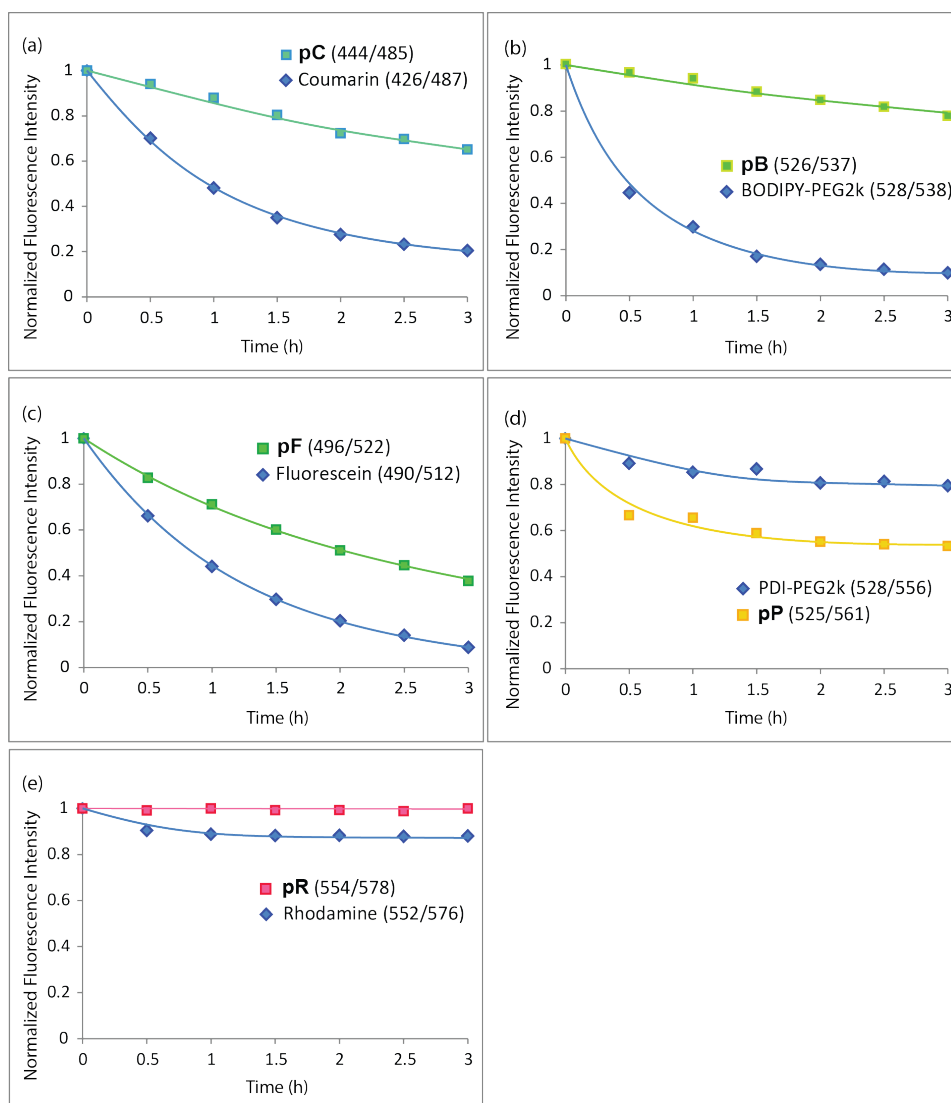 (a)
pC (444/485)
Coumarin (426/487)
Normalized Fluorescence Intensity
1
0.8
0.6
0.4
0.2
0
0 0.5 1 1.5 2 2.5 3
Time (h)
(b)
pB (526/537)
BODIPY-PEG2k (528/538)
Normalized Fluorescence Intensity
1
0.8
0.6
0.4
0.2
0
0 0.5 1 1.5 2 2.5 3
Time (h)
(c)
pF (496/522)
Fluorescein (490/512)
Normalized Fluorescence Intensity
1
0.8
0.6
0.4
0.2
0
0 0.5 1 1.5 2 2.5 3
Time (h)
(d)
PDI-PEG2k (528/556)
pP (525/561)
Normalized Fluorescence Intensity
1
0.8
0.6
0.4
0.2
0
0 0.5 1 1.5 2 2.5 3
Time (h)
(e)
pR (554/578)
Rhodamine (552/576)
Normalized Fluorescence Intensity
1
0.8
0.6
0.4
0.2
0
0 0.5 1 1.5 2 2.5 3
Time (h)